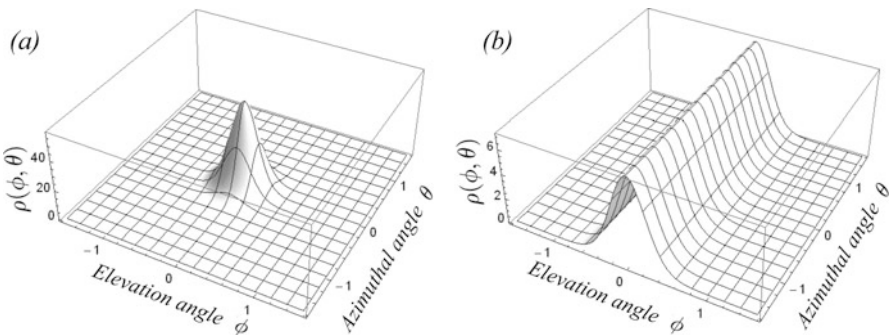 (a)
ρ(ϕ, θ)
40
20
0
−1
0
1
Elevation angle ϕ
−1
0
1
Azimuthal angle θ
(b)
ρ(ϕ, θ)
6
4
2
0
−1
0
1
Elevation angle ϕ
−1
0
1
Azimuthal angle θ